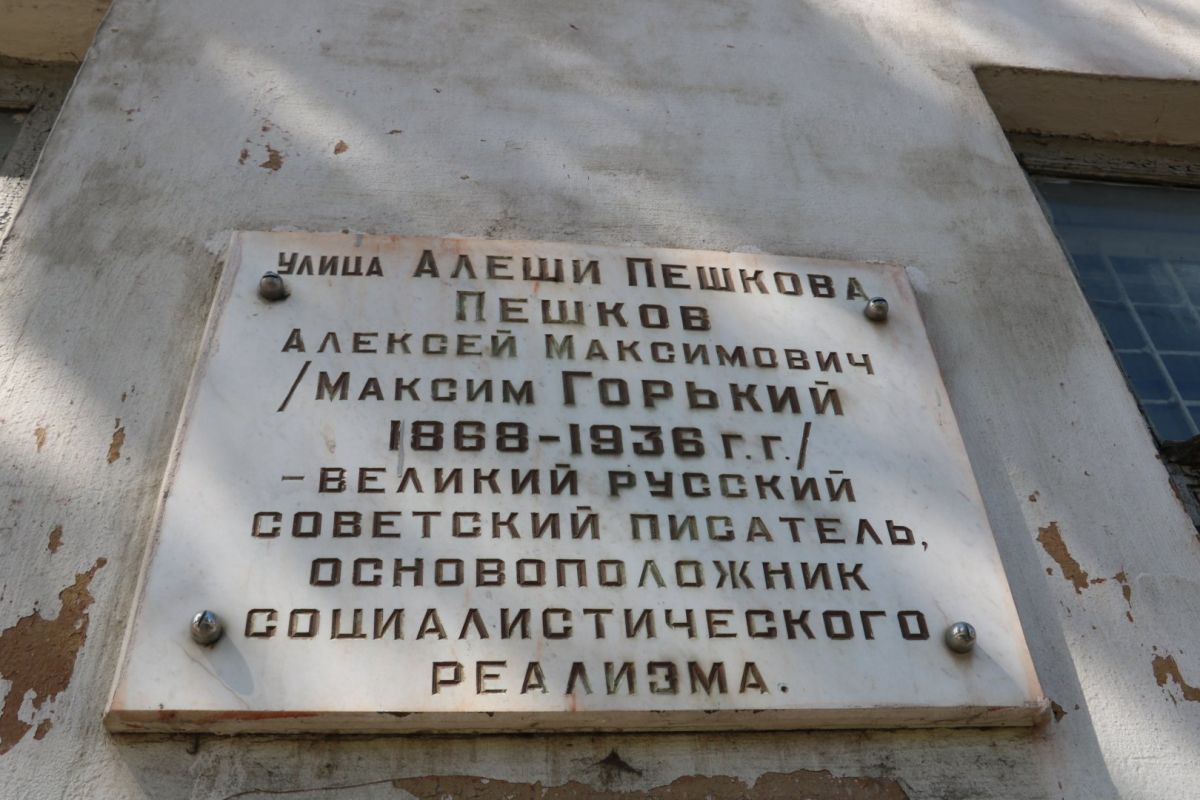 улица Алеши Пешкова
Пешков
Алексей Максимович
/Максим Горький
1868-1936 г.г./
-великий русский
советский писатель,
основоположник
социалистического
реализма.